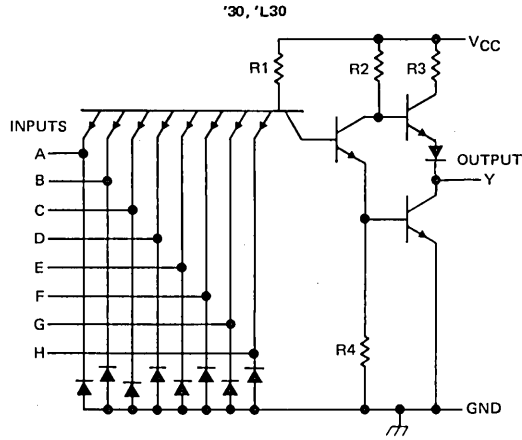 '30, 'L30
VCC
R1
R2
R3
INPUTS
A
OUTPUT
B
Y
C
D
E
F
G
H
R4
GND